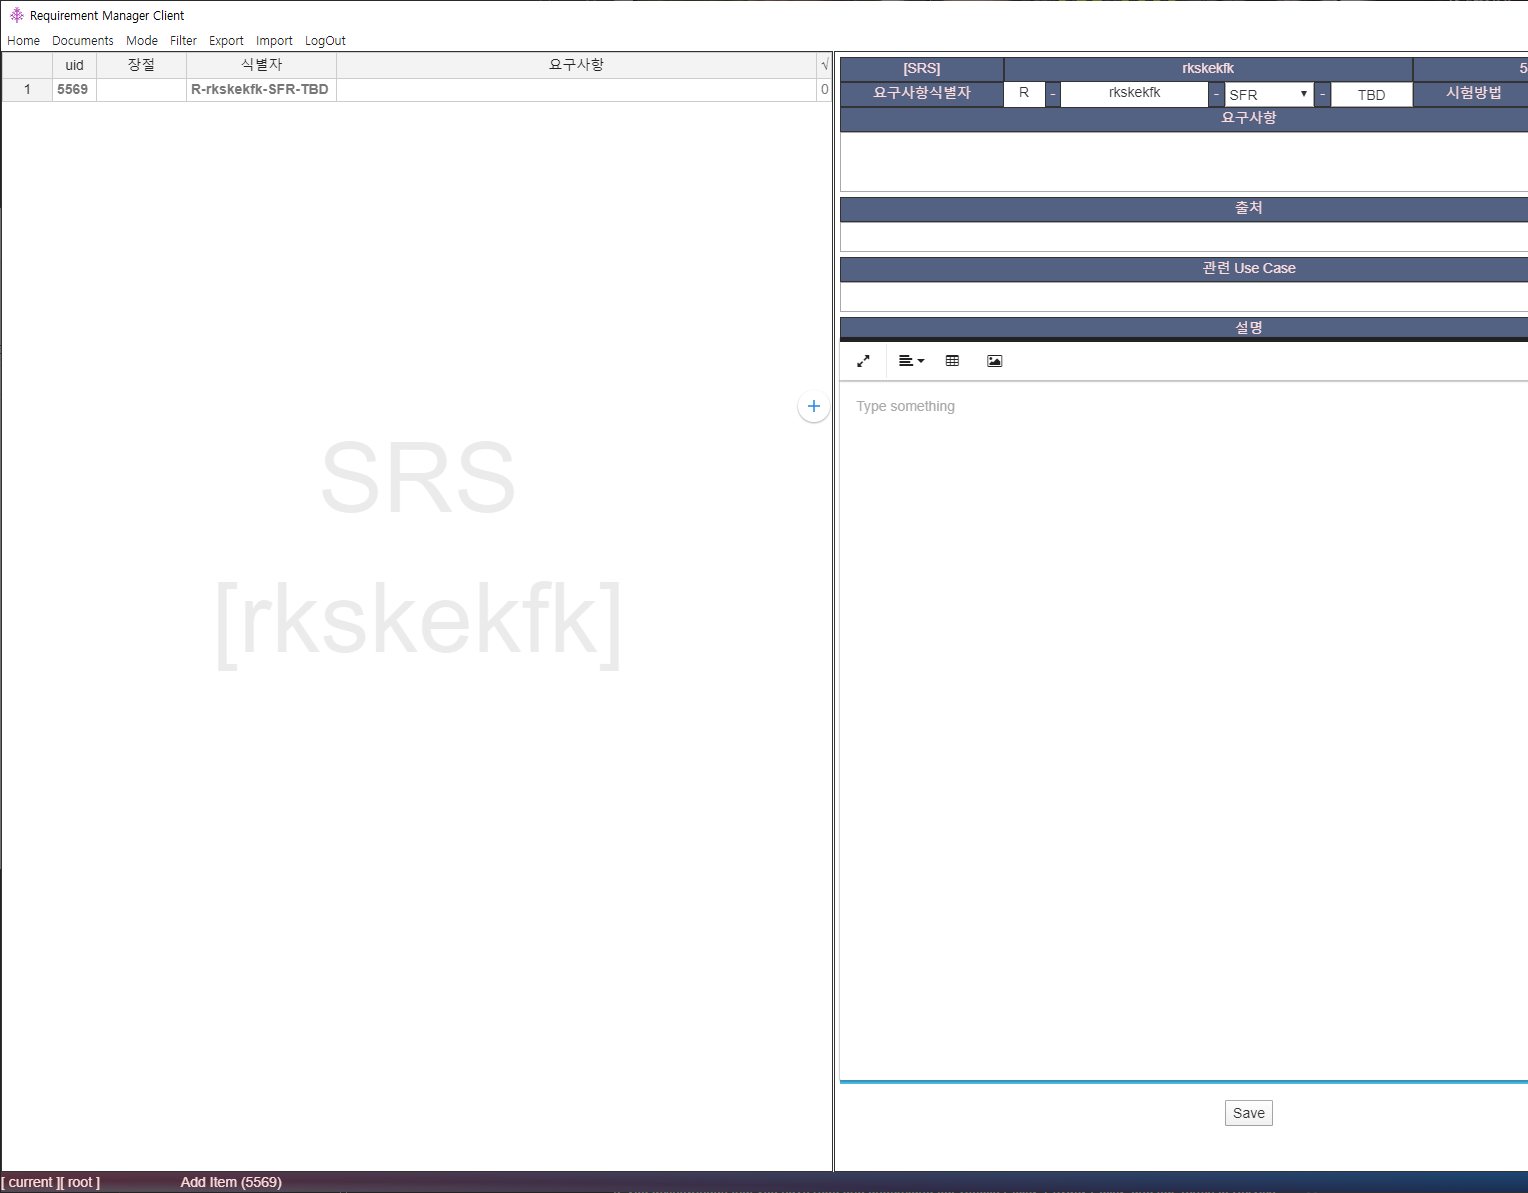 Requirement Manager Client
Home Documents Mode Filter Export Import LogOut
uid 장절 식별자 요구사항 √
1 5569 R-rkskekfk-SFR-TBD 0
SRS
[rkskekfk]
[SRS] rkskekfk 5
요구사항식별자 R - rkskekfk - SFR - TBD 시험방법
요구사항
출처
관련 Use Case
설명
Type something
Save
[ current ][ root ] Add Item (5569)